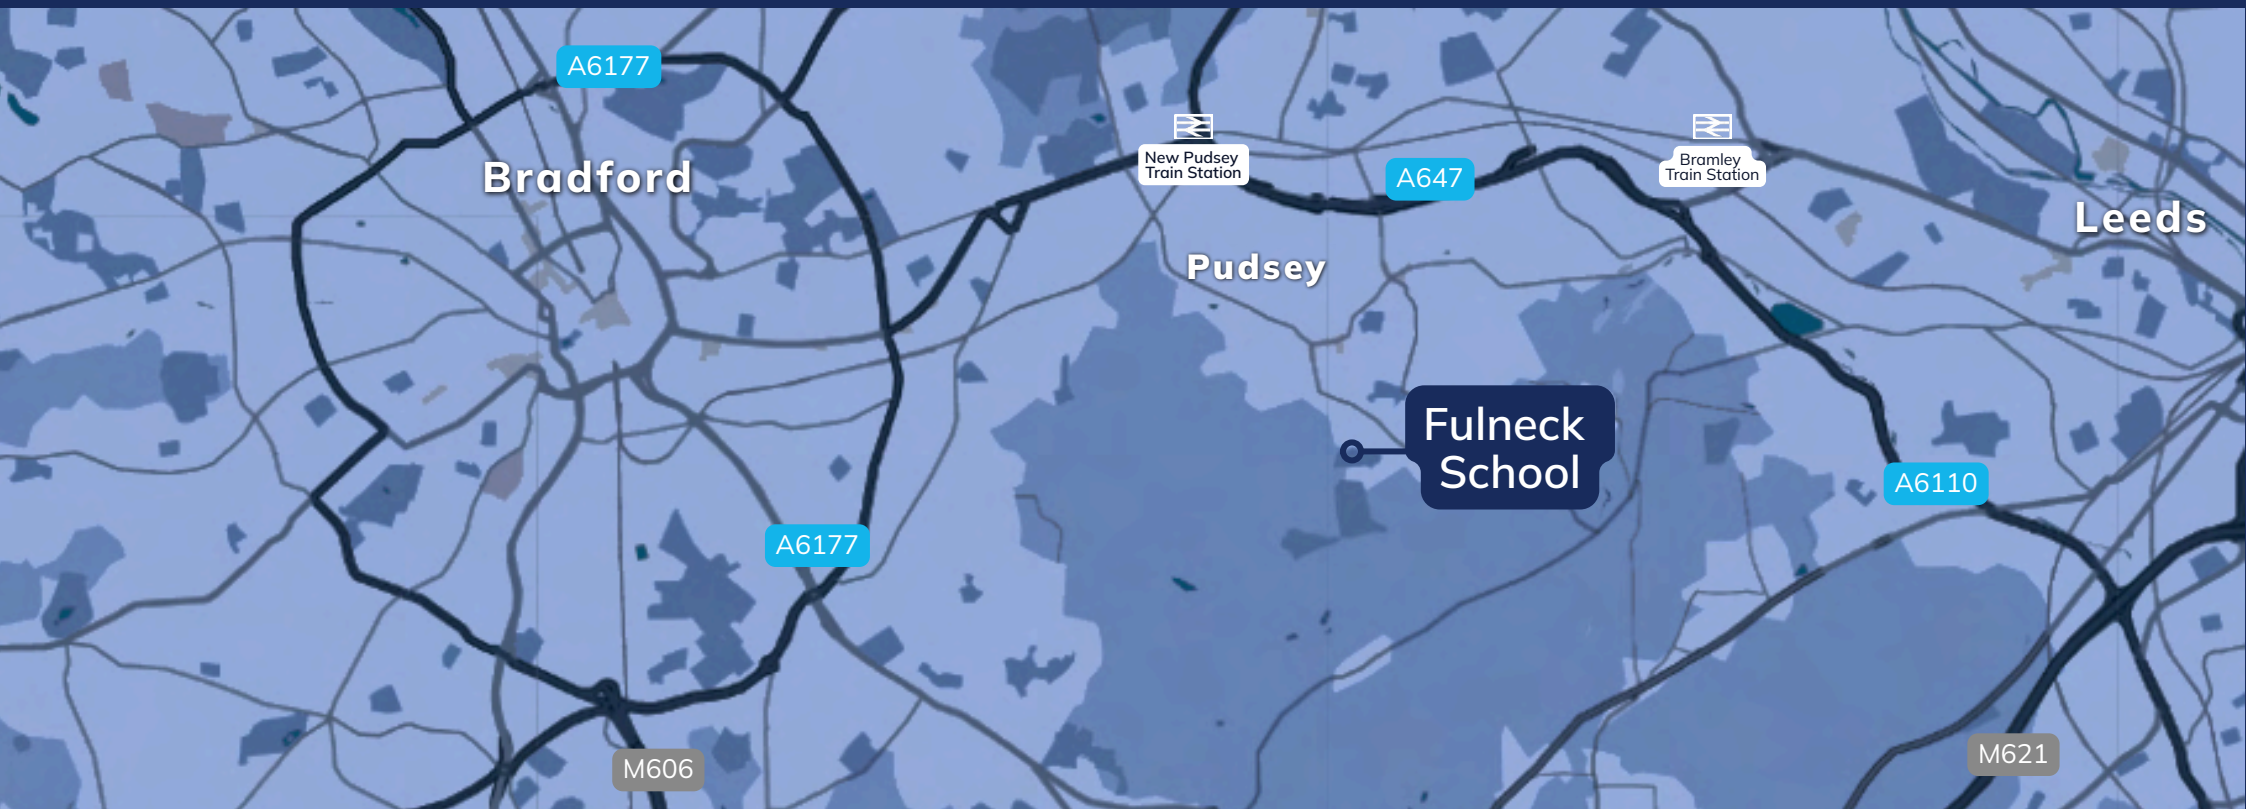 A6177
Bradford
New Pudsey
Train Station
A647
Bramley
Train Station
Leeds
Pudsey
Fulneck
School
A6110
A6177
M606
M621